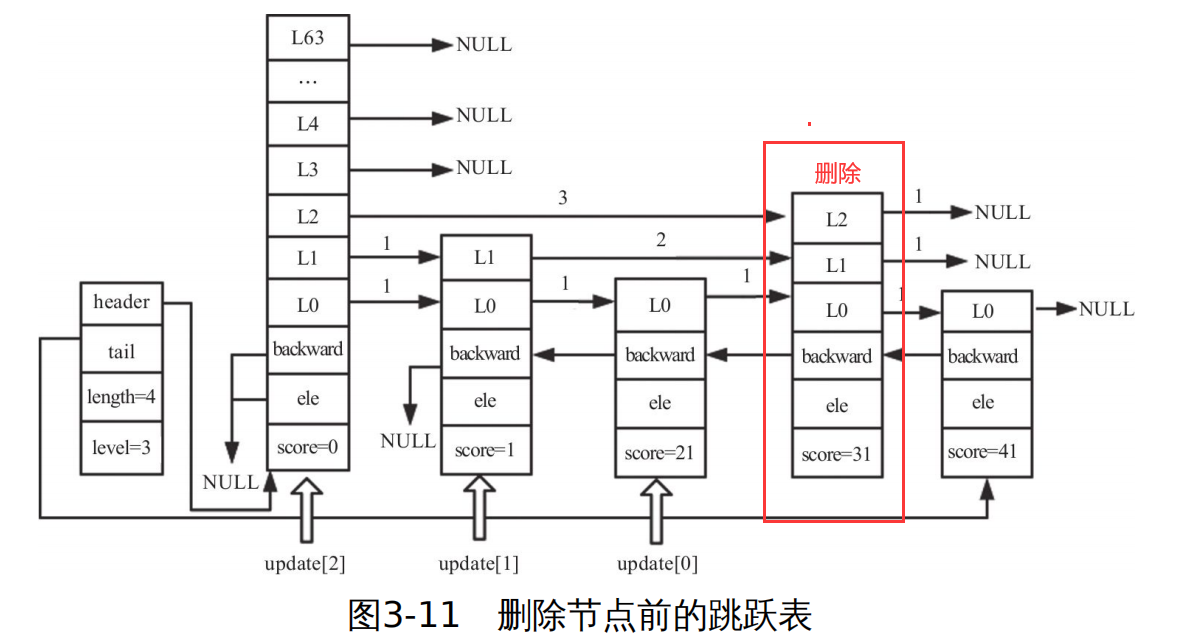 L63
NULL
...
L4
NULL
L3
NULL
L2
3
L1
1
L0
1
backward
ele
score=0
NULL
header
tail
length=4
level=3
L1
2
L0
1
backward
ele
score=1
NULL
L0
1
backward
ele
score=21
删除
L2
1
NULL
L1
1
NULL
L0
1
backward
ele
score=31
L0
NULL
backward
ele
score=41
update[2]
update[1]
update[0]
图3-11 删除节点前的跳跃表